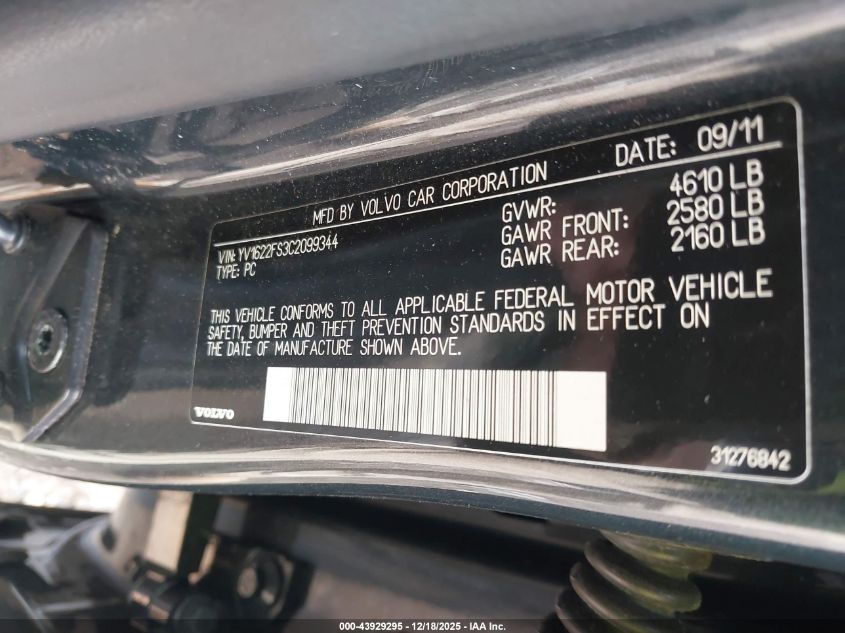 DATE: 09/11
MFD BY VOLVO CAR CORPORATION
VIN: YV1622FS3C2099344
TYPE: PC
GVWR: 4610 LB
GAWR FRONT: 2580 LB
GAWR REAR: 2160 LB
THIS VEHICLE CONFORMS TO ALL APPLICABLE FEDERAL MOTOR VEHICLE
SAFETY, BUMPER AND THEFT PREVENTION STANDARDS IN EFFECT ON
THE DATE OF MANUFACTURE SHOWN ABOVE.
VOLVO
31276842
000-43929295 - 12/18/2025 - IAA Inc.